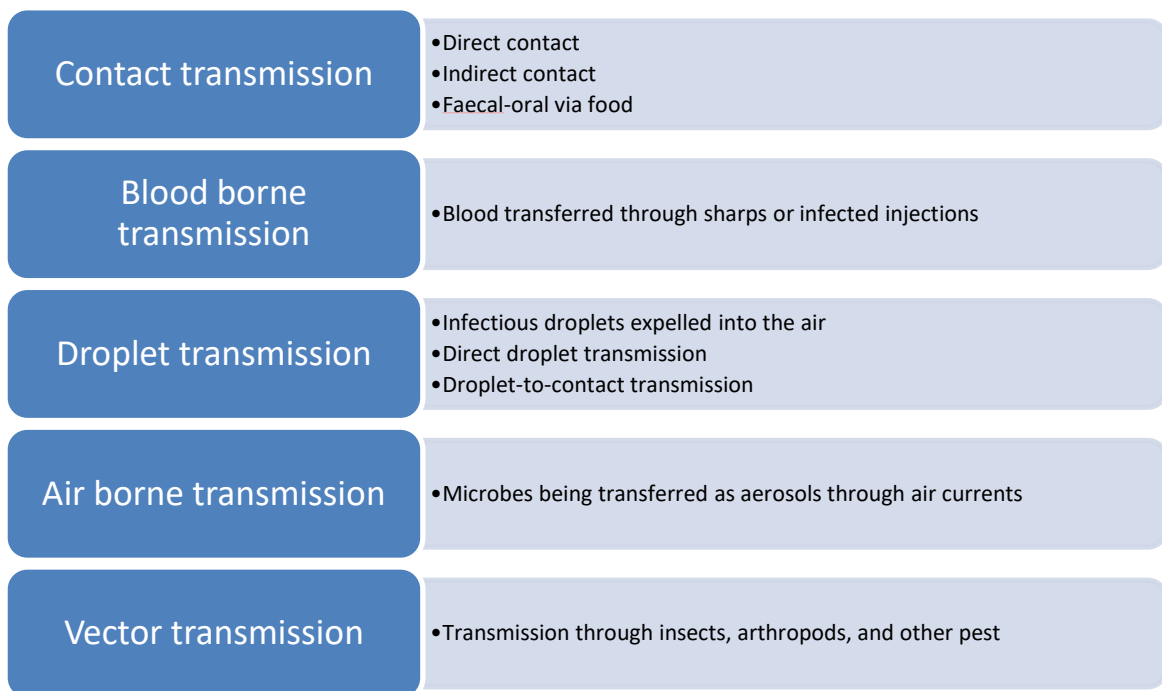 Contact transmission
•Direct contact
•Indirect contact
•Faecal-oral via food
Blood borne
transmission
•Blood transferred through sharps or infected injections
Droplet transmission
•Infectious droplets expelled into the air
•Direct droplet transmission
•Droplet-to-contact transmission
Air borne transmission
•Microbes being transferred as aerosols through air currents
Vector transmission
•Transmission through insects, arthropods, and other pest